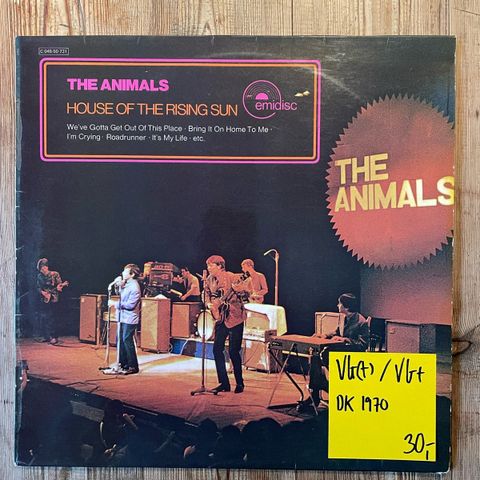 C 048-50 731
THE ANIMALS
HOUSE OF THE RISING SUN
emidisc
We've Gotta Get Out Of This Place · Bring It On Home To Me ·
I'm Crying · Roadrunner · It's My Life · etc.
THE
ANIMALS
VG(+) / VG+
DK 1970
30,-